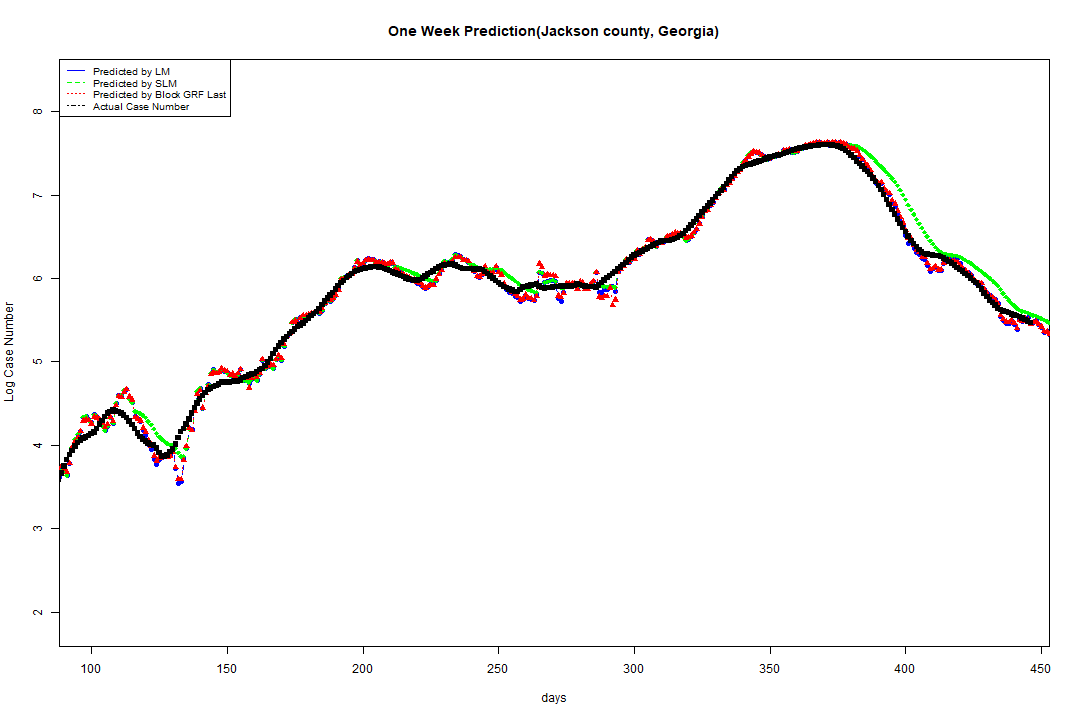 One Week Prediction(Jackson county, Georgia)
Predicted by LM
Predicted by SLM
Predicted by Block GRF Last
Actual Case Number
8
7
6
5
4
3
2
Log Case Number
100 150 200 250 300 350 400 450
days